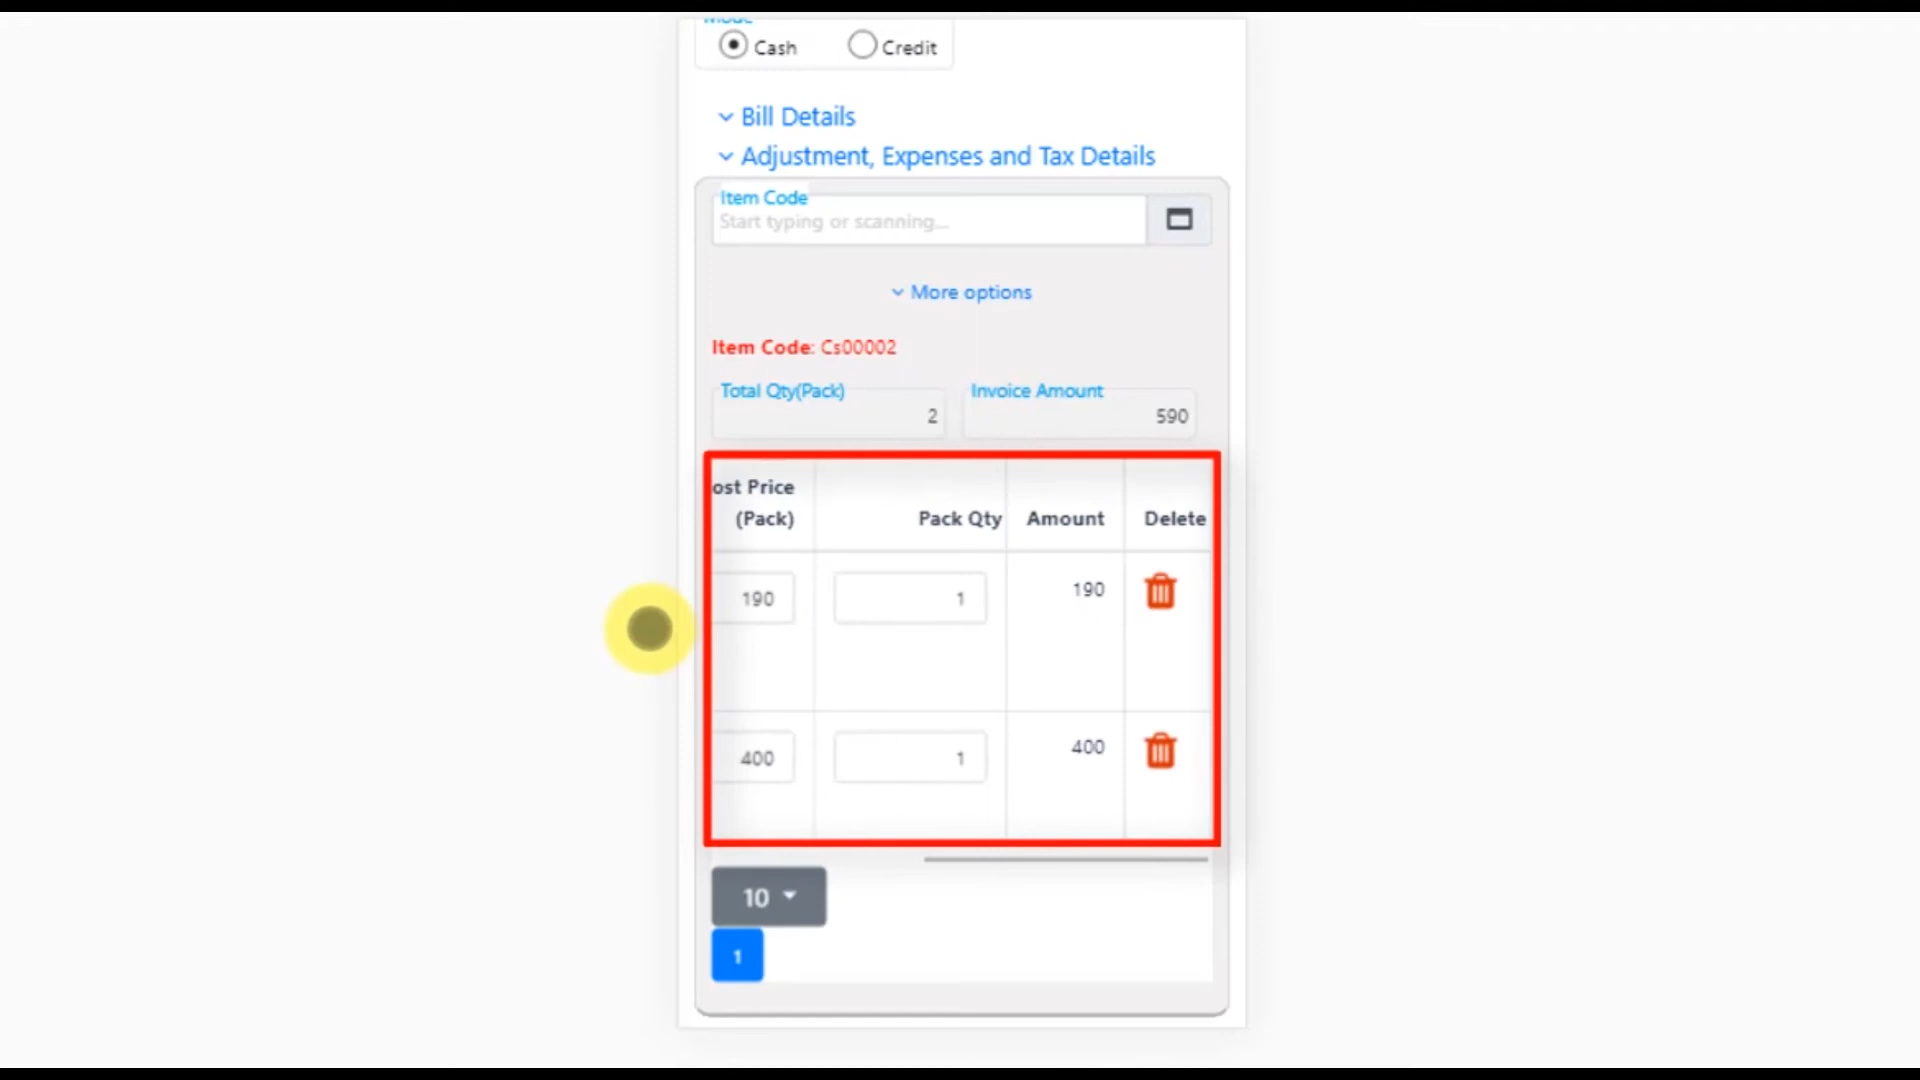 Mode
Cash Credit
Bill Details
Adjustment, Expenses and Tax Details
Item Code
Start typing or scanning...
More options
Item Code: Cs00002
Total Qty(Pack) Invoice Amount
2 590
ost Price
(Pack) Pack Qty Amount Delete
190 1 190
400 1 400
10
1